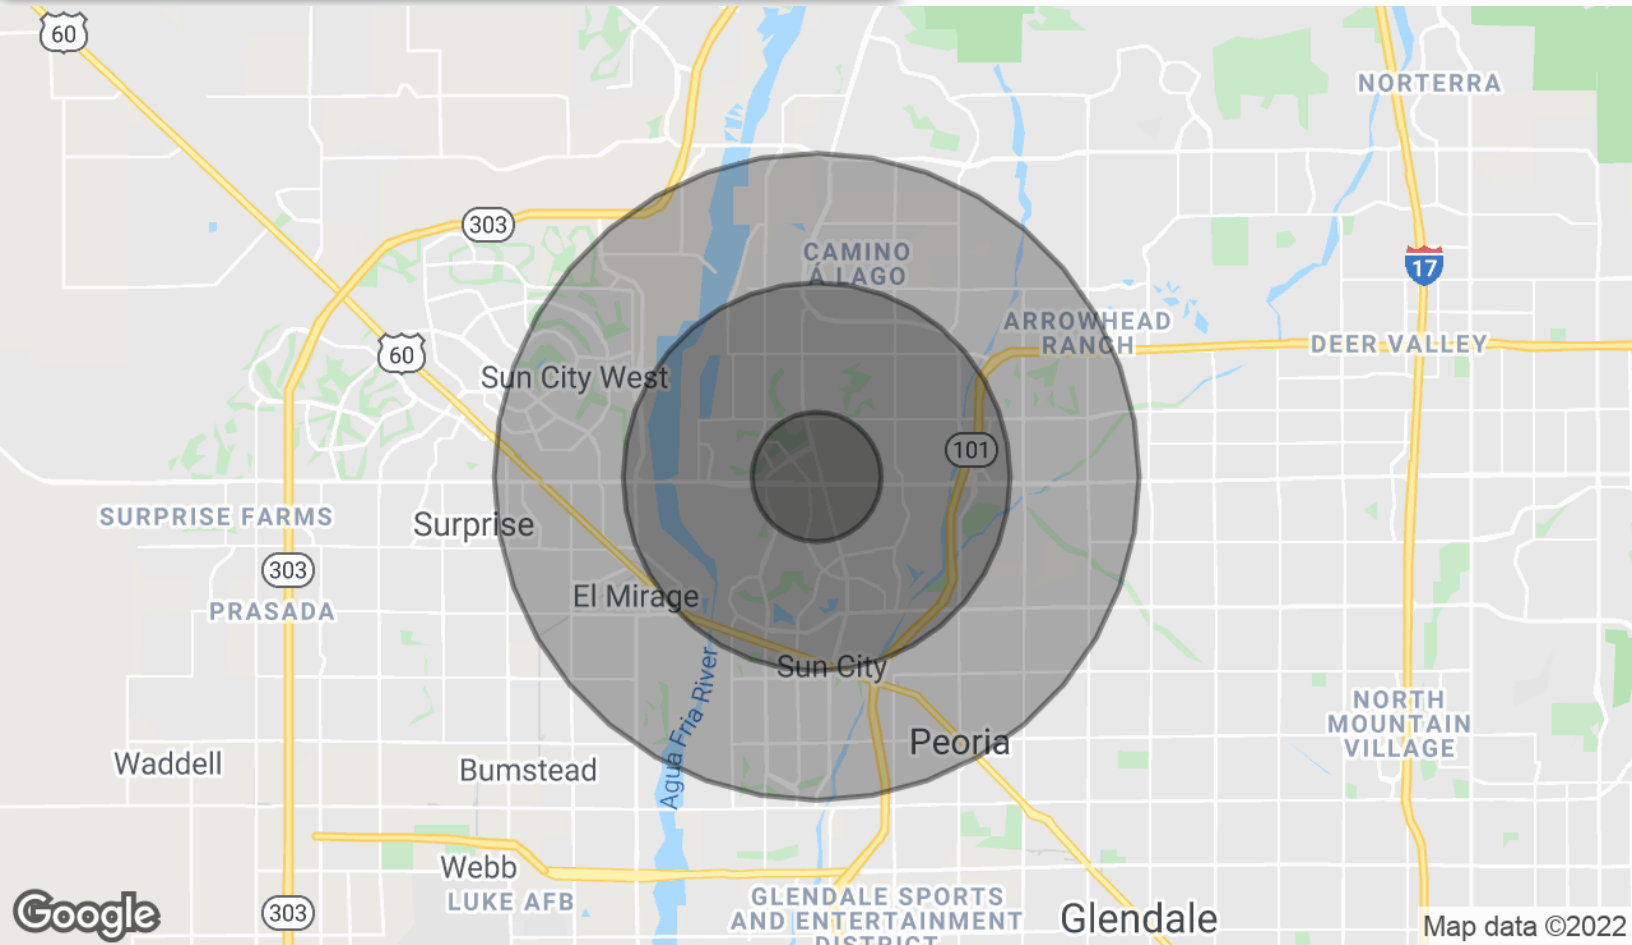 60
NORTERRA
303
CAMINO
Á LAGO
17
ARROWHEAD
RANCH
DEER VALLEY
60
Sun City West
101
SURPRISE FARMS
Surprise
303
El Mirage
PRASADA
Sun City
Agua Fria River
NORTH
MOUNTAIN
VILLAGE
Peoria
Waddell
Bumstead
Webb
LUKE AFB
GLENDALE SPORTS
AND ENTERTAINMENT
DISTRICT
Glendale
Google
303
Map data ©2022